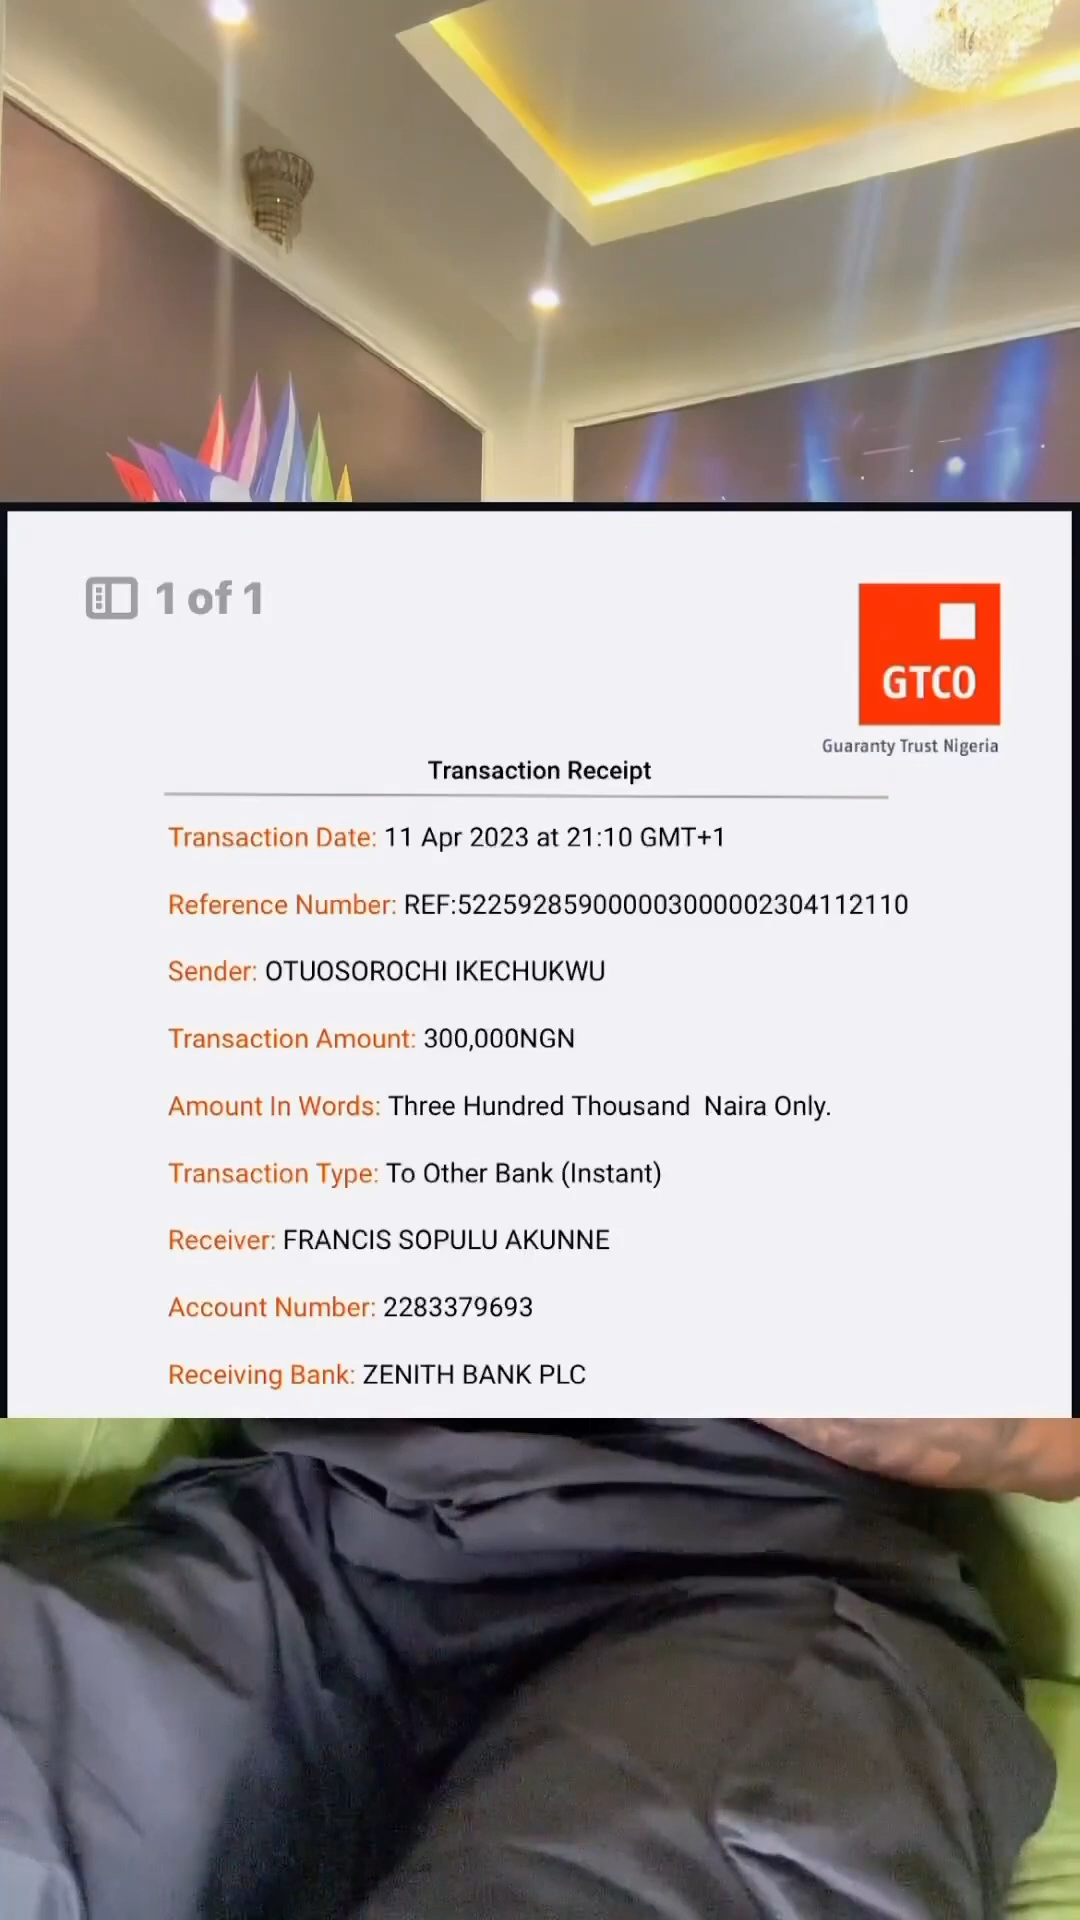 1 of 1
GTCO
Guaranty Trust Nigeria
Transaction Receipt
Transaction Date: 11 Apr 2023 at 21:10 GMT+1
Reference Number: REF:522592859000003000002304112110
Sender: OTUOSOROCHI IKECHUKWU
Transaction Amount: 300,000NGN
Amount In Words: Three Hundred Thousand Naira Only.
Transaction Type: To Other Bank (Instant)
Receiver: FRANCIS SOPULU AKUNNE
Account Number: 2283379693
Receiving Bank: ZENITH BANK PLC